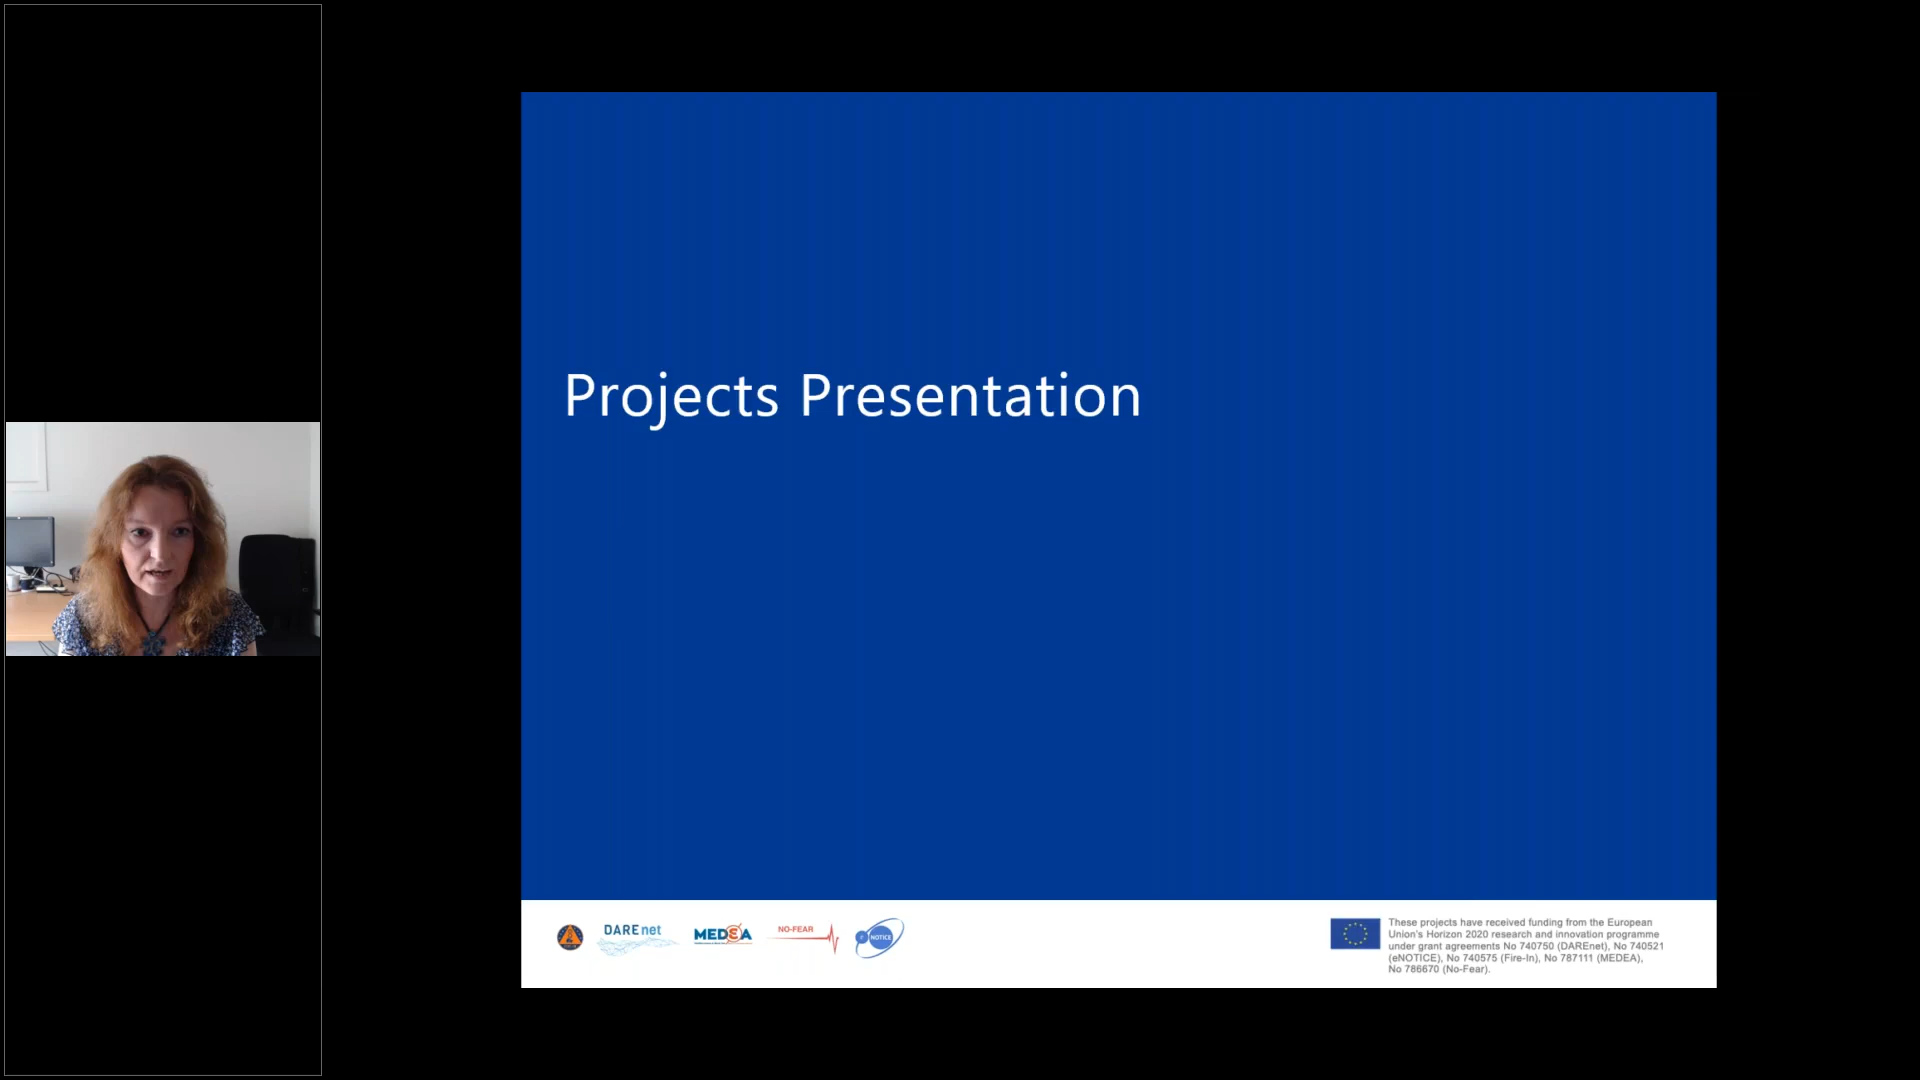 Projects Presentation
DAREnet
MEDEA
NO-FEAR
NOTICE
These projects have received funding from the European
Union's Horizon 2020 research and innovation programme
under grant agreements No 740750 (DAREnet), No 740521
(eNOTICE), No 740575 (Fire-In), No 787111 (MEDEA),
No 786670 (No-Fear).